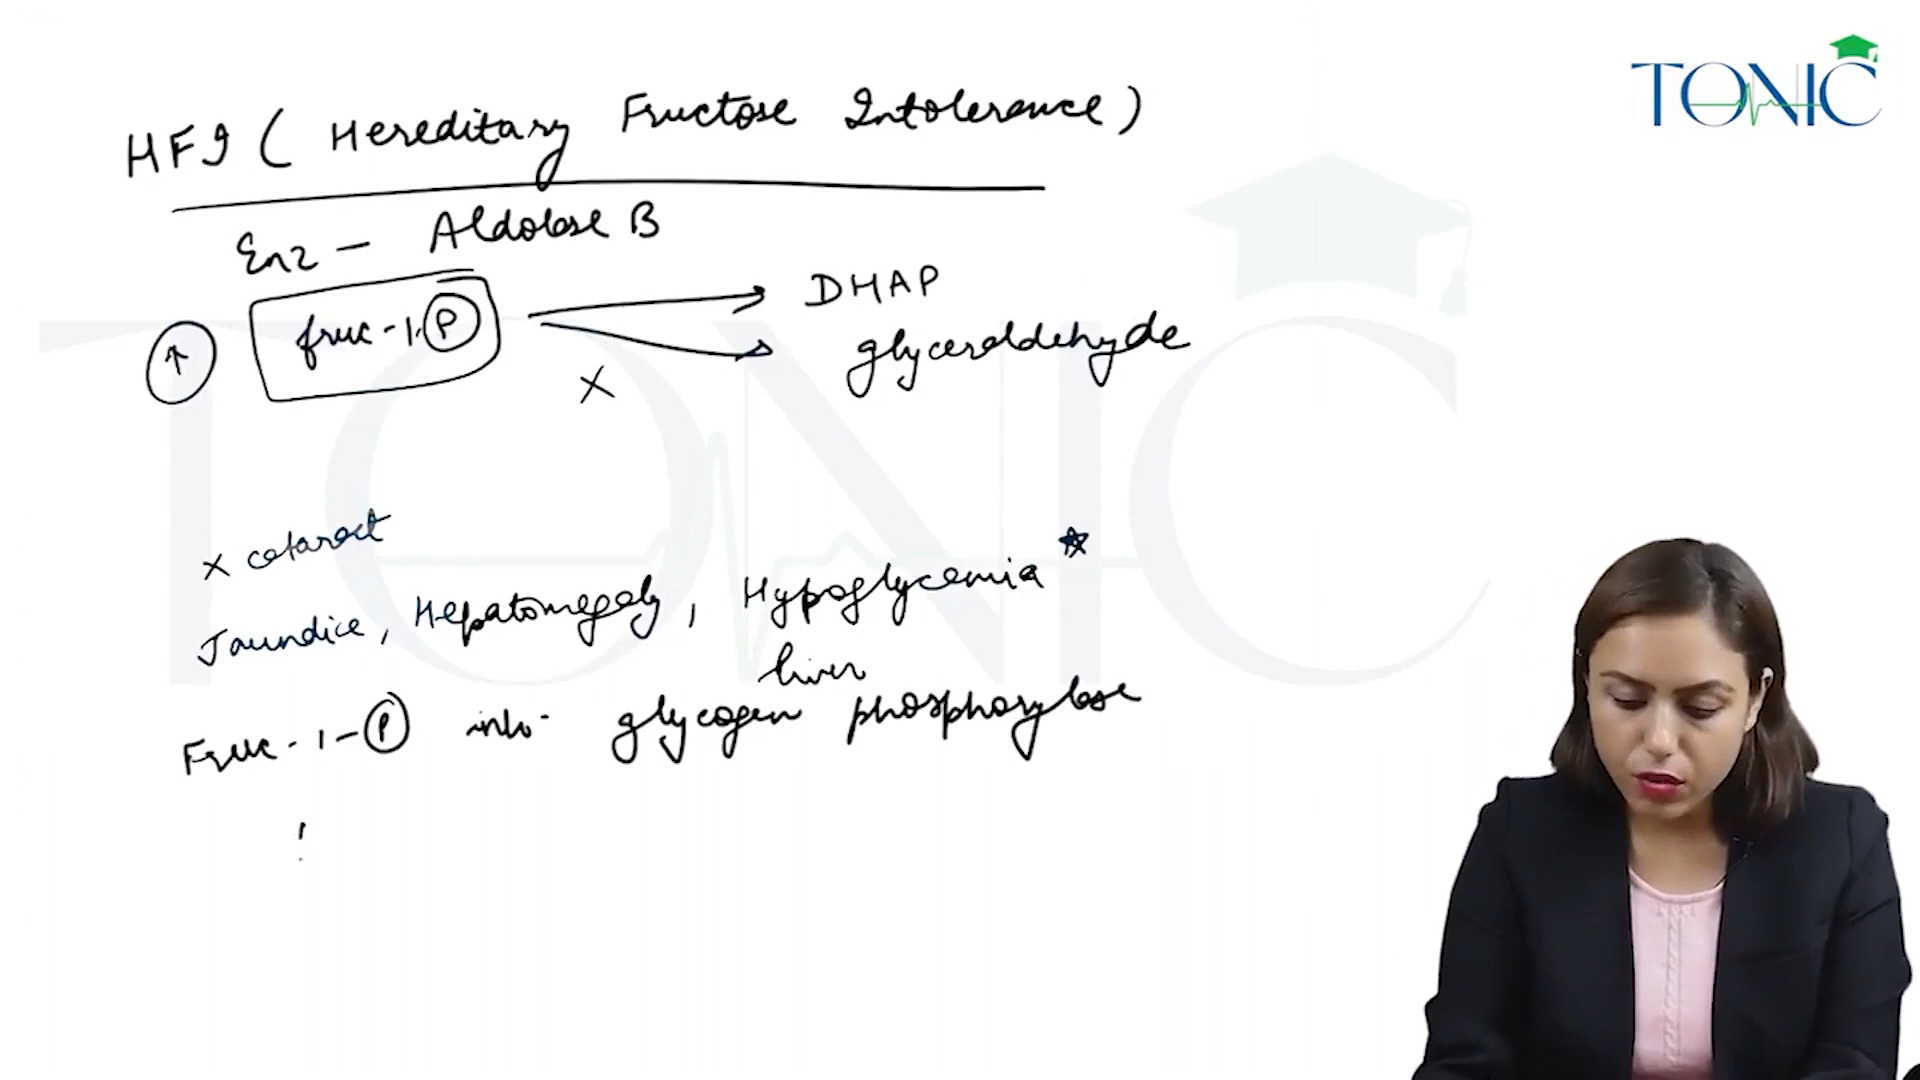 TONIC
HFI ( Hereditary Fructose Intolerance )
Enz - Aldolase B
↑ fruc-1-P → DHAP
X → glyceraldehyde
X cataract
Jaundice, Hepatomegaly, Hypoglycemia ☆
liver
Fruc-1-P inh- glycogen phosphorylase
TONIC